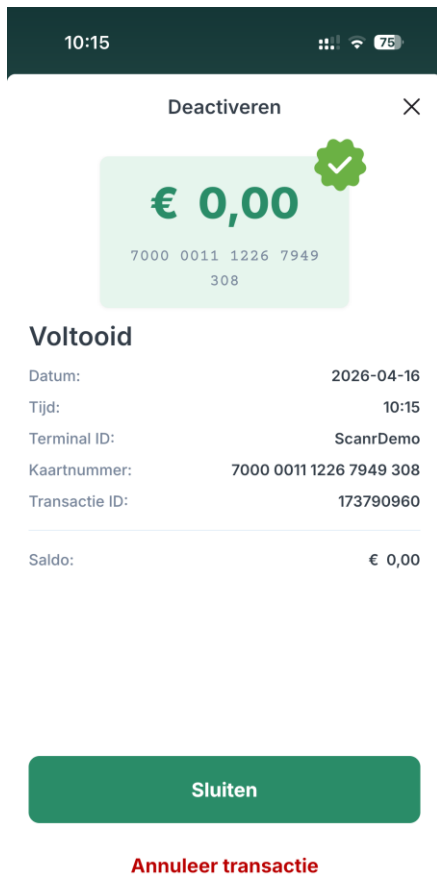 10:15
75
Deactiveren
€ 0,00
7000 0011 1226 7949
308
Voltooid
Datum: 2026-04-16
Tijd: 10:15
Terminal ID: ScanrDemo
Kaartnummer: 7000 0011 1226 7949 308
Transactie ID: 173790960
Saldo: € 0,00
Sluiten
Annuleer transactie